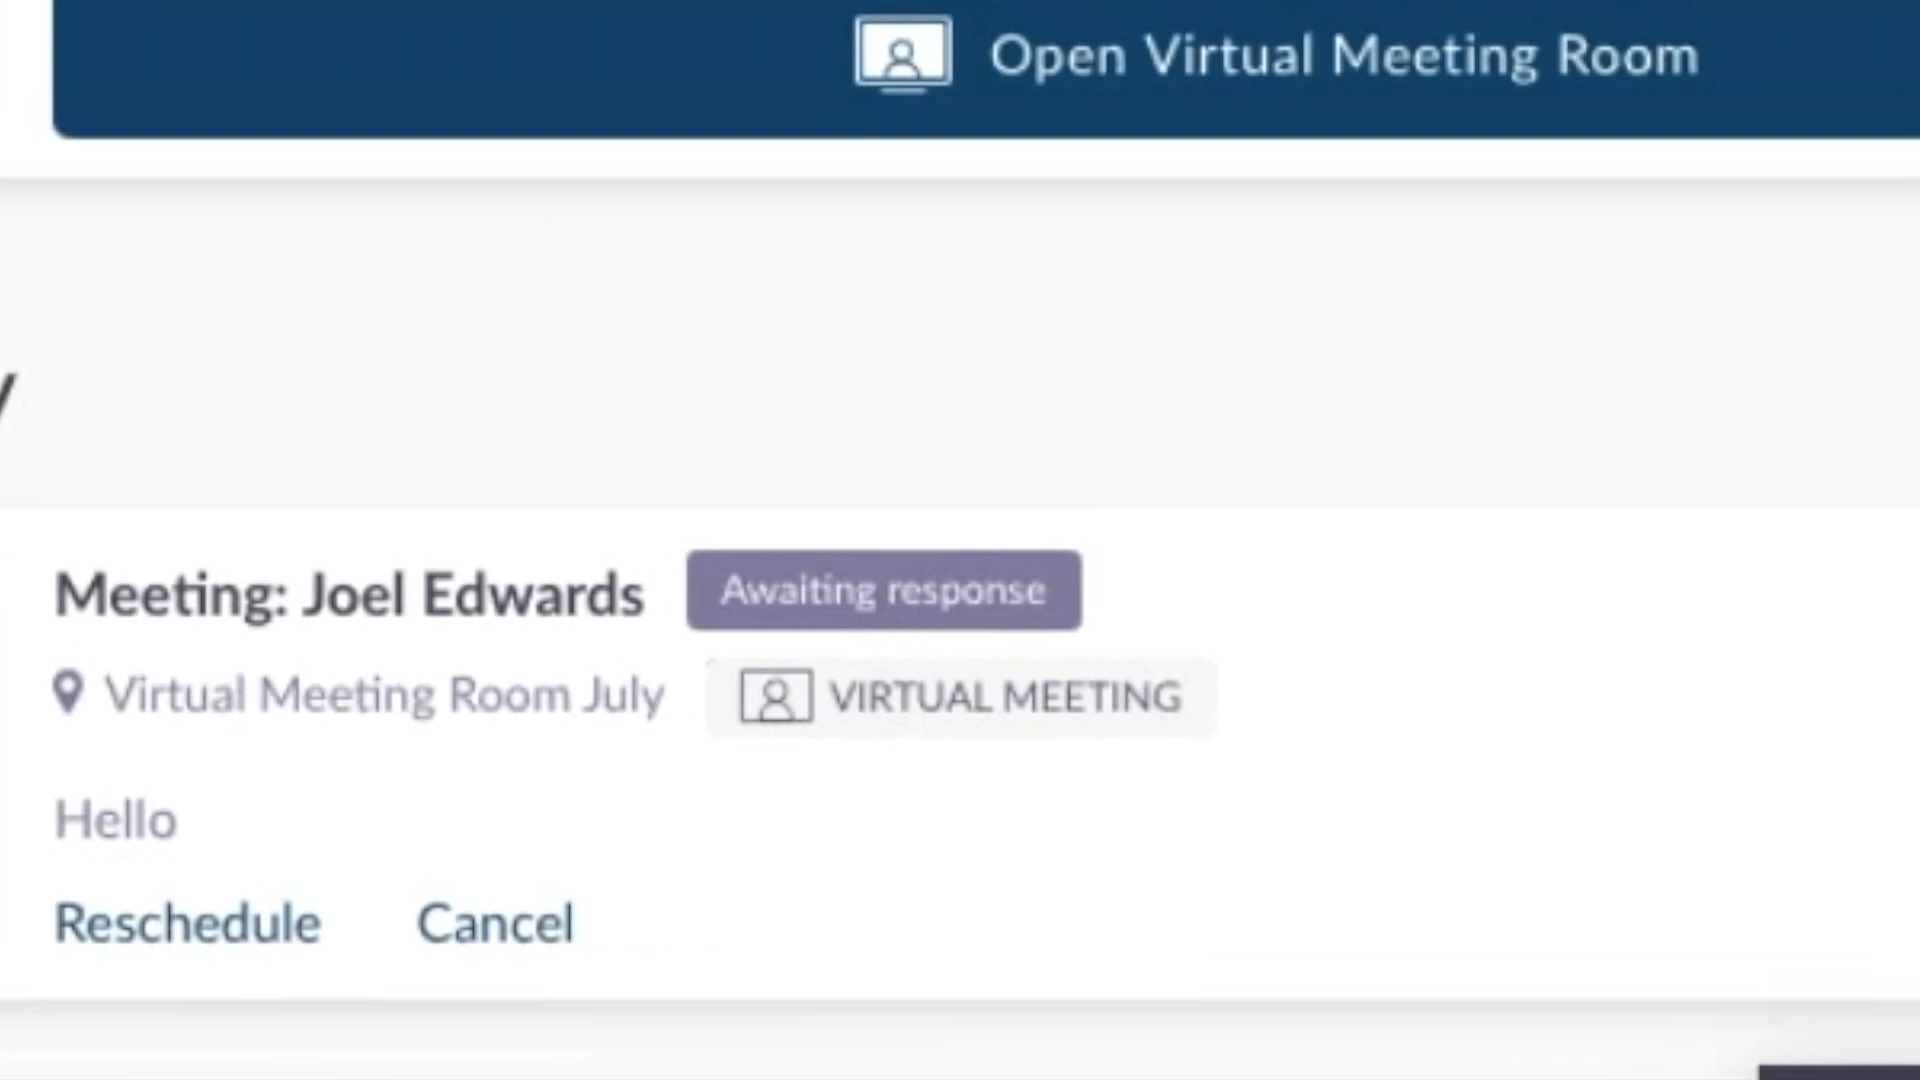 Open Virtual Meeting Room
Meeting: Joel Edwards Awaiting response
Virtual Meeting Room July VIRTUAL MEETING
Hello
Reschedule Cancel